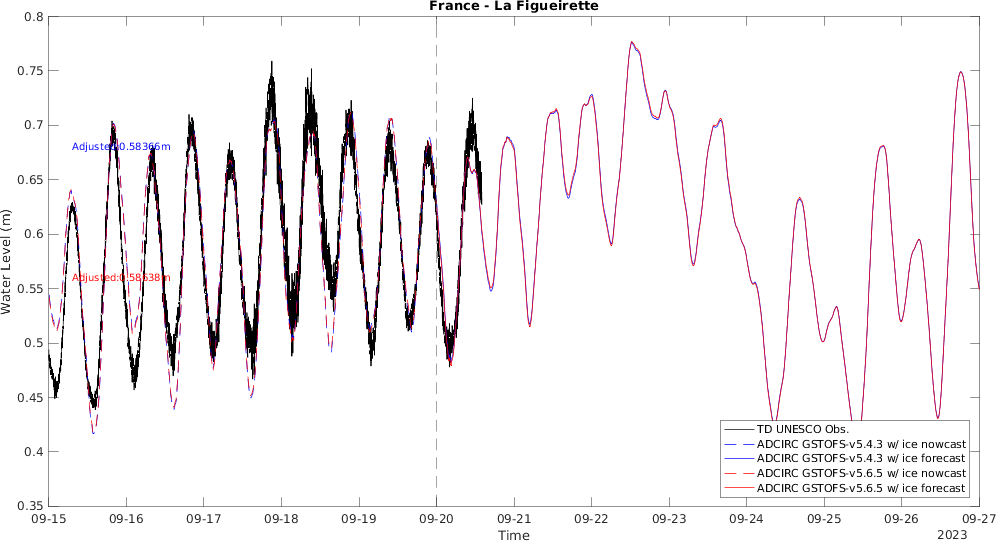 France - La Figueirette
0.8
0.75
0.7
0.65
0.6
0.55
0.5
0.45
0.4
0.35
Water Level (m)
Adjusted:0.58366m
Adjusted:0.58638m
TD UNESCO Obs.
ADCIRC GSTOFS-v5.4.3 w/ ice nowcast
ADCIRC GSTOFS-v5.4.3 w/ ice forecast
ADCIRC GSTOFS-v5.6.5 w/ ice nowcast
ADCIRC GSTOFS-v5.6.5 w/ ice forecast
09-15 09-16 09-17 09-18 09-19 09-20 09-21 09-22 09-23 09-24 09-25 09-26 09-27
Time
2023